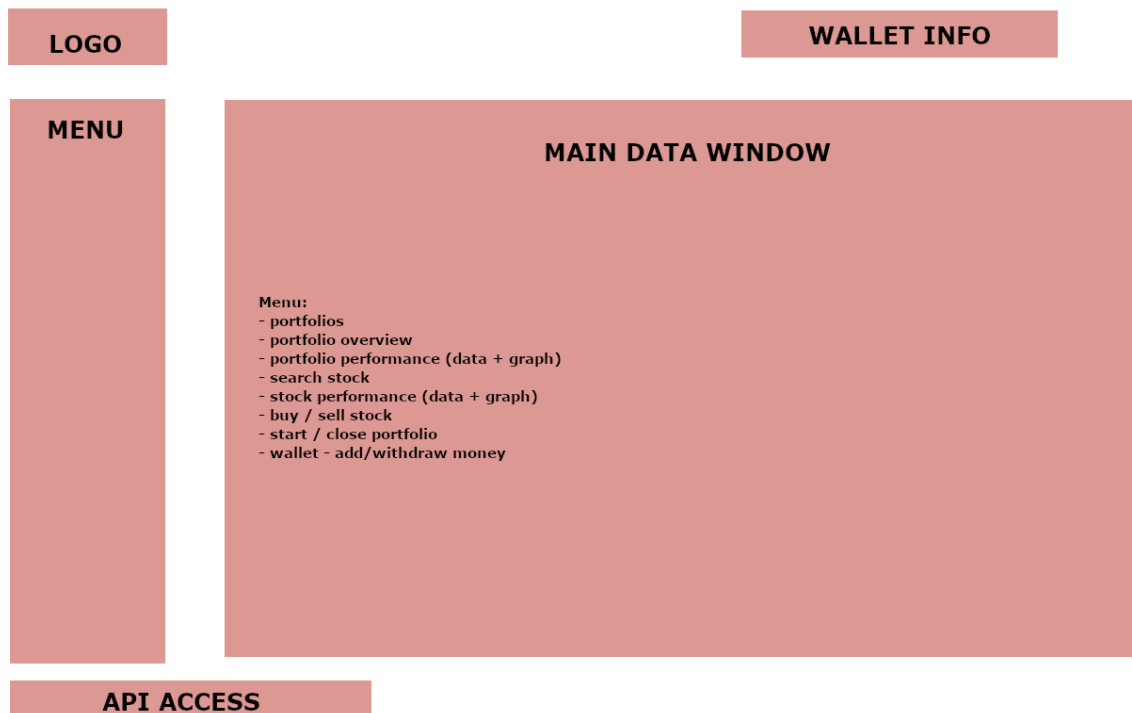 LOGO
WALLET INFO
MENU
MAIN DATA WINDOW
Menu:
- portfolios
- portfolio overview
- portfolio performance (data + graph)
- search stock
- stock performance (data + graph)
- buy / sell stock
- start / close portfolio
- wallet - add/withdraw money
API ACCESS